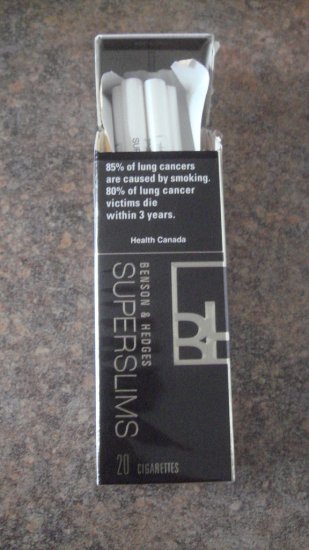 85% of lung cancers
are caused by smoking.
80% of lung cancer
victims die
within 3 years.
Health Canada
BENSON & HEDGES
SUPERSLIMS
20 CIGARETTES